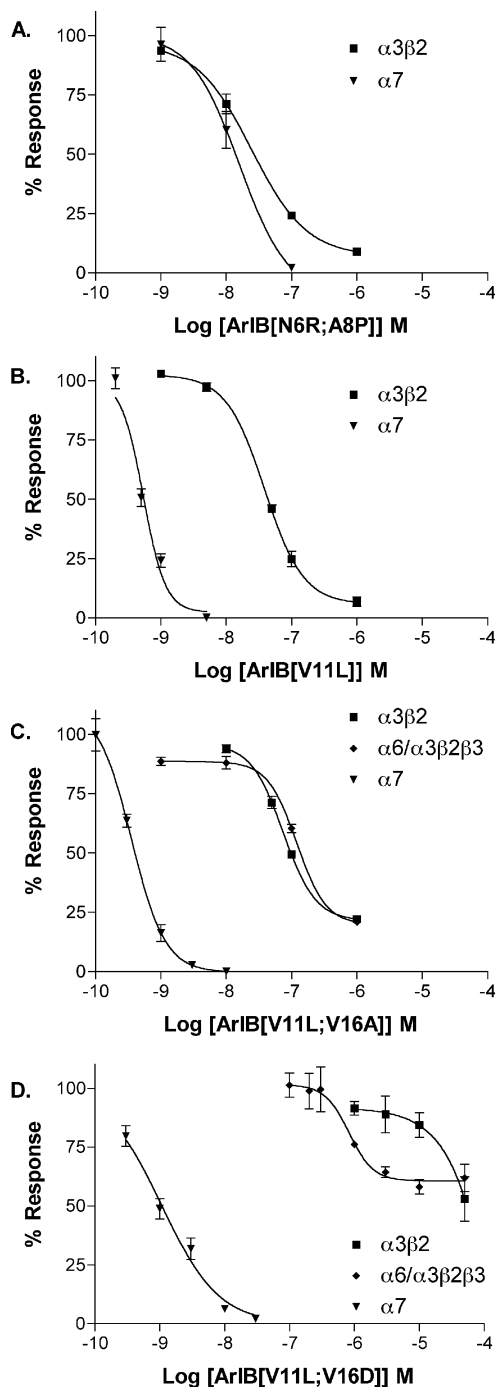 A.
α3β2
α7
% Response
100
75
50
25
0
-10 -9 -8 -7 -6 -5 -4
Log [ArIB[N6R;A8P]] M
B.
α3β2
α7
% Response
100
75
50
25
0
-10 -9 -8 -7 -6 -5 -4
Log [ArIB[V11L]] M
C.
α3β2
α6/α3β2β3
α7
% Response
100
75
50
25
0
-10 -9 -8 -7 -6 -5 -4
Log [ArIB[V11L;V16A]] M
D.
% Response
100
75
50
25
0
α3β2
α6/α3β2β3
α7
-10 -9 -8 -7 -6 -5 -4
Log [ArIB[V11L;V16D]] M